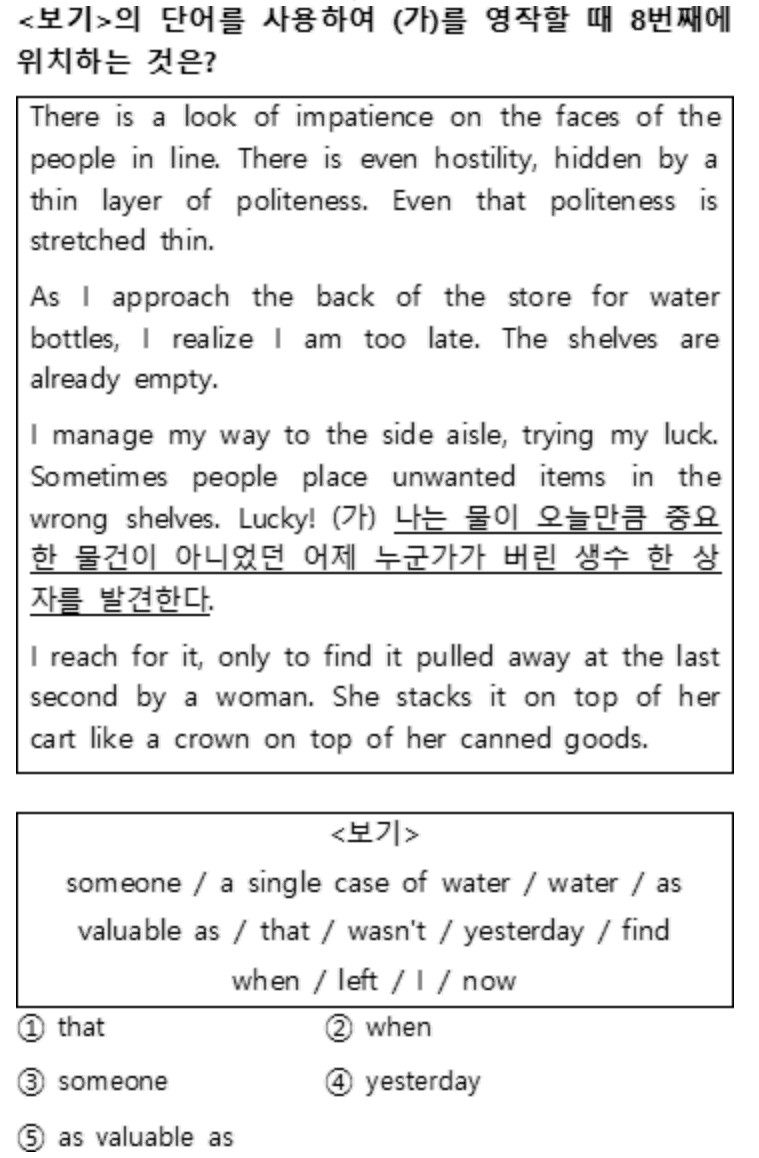 <보기>의 단어를 사용하여 (가)를 영작할 때 8번째에
위치하는 것은?
There is a look of impatience on the faces of the
people in line. There is even hostility, hidden by a
thin layer of politeness. Even that politeness is
stretched thin.
As I approach the back of the store for water
bottles, I realize I am too late. The shelves are
already empty.
I manage my way to the side aisle, trying my luck.
Sometimes people place unwanted items in the
wrong shelves. Lucky! (가) 나는 물이 오늘만큼 중요
한 물건이 아니었던 어제 누군가가 버린 생수 한 상
자를 발견한다.
I reach for it, only to find it pulled away at the last
second by a woman. She stacks it on top of her
cart like a crown on top of her canned goods.
<보기>
someone / a single case of water / water / as
valuable as / that / wasn't / yesterday / find
when / left / I / now
① that ② when
③ someone ④ yesterday
⑤ as valuable as